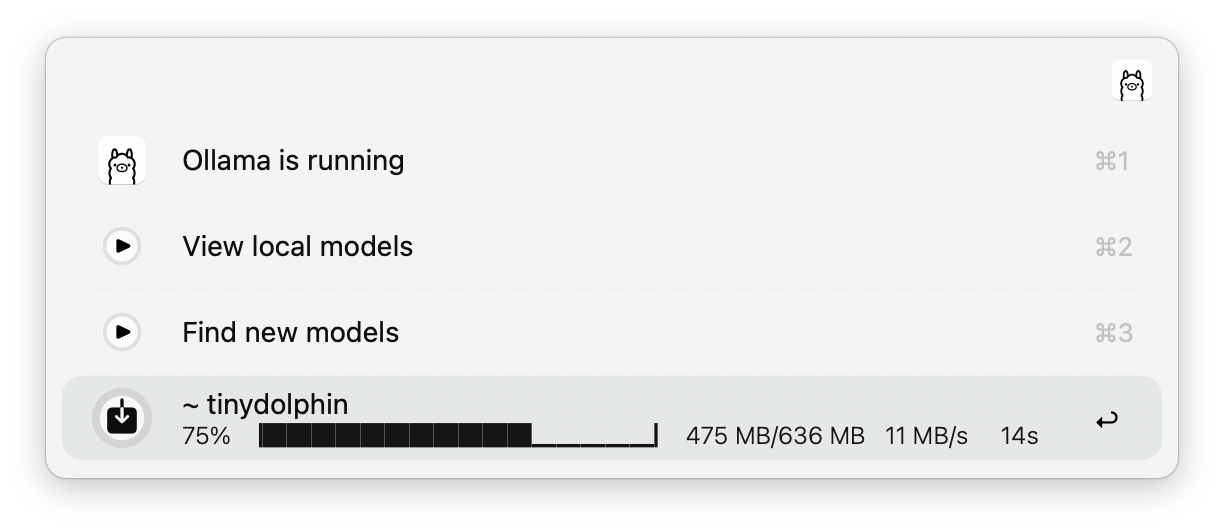 Ollama is running ⌘1
View local models ⌘2
Find new models ⌘3
~ tinydolphin
75% 475 MB/636 MB 11 MB/s 14s